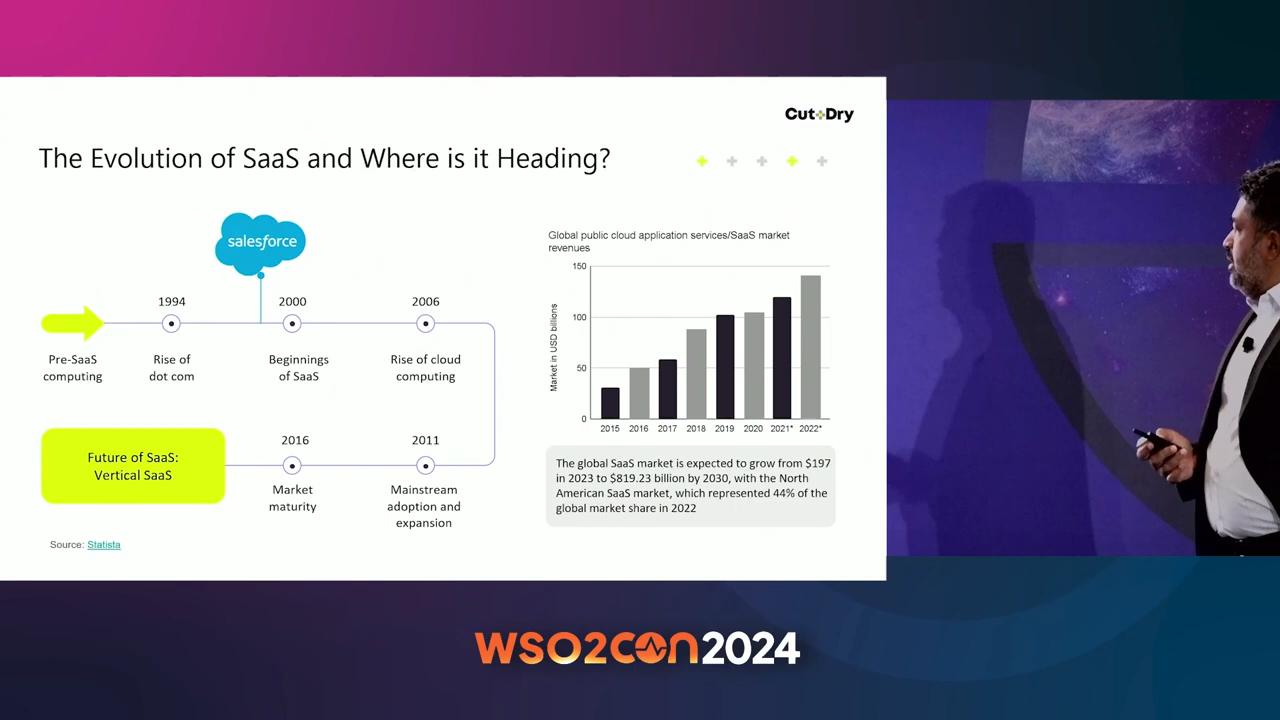 Cut+Dry
The Evolution of SaaS and Where is it Heading?
salesforce
1994
2000
2006
Pre-SaaS
computing
Rise of
dot com
Beginnings
of SaaS
Rise of cloud
computing
Future of SaaS:
Vertical SaaS
2016
2011
Market
maturity
Mainstream
adoption and
expansion
Source: Statista
Global public cloud application services/SaaS market
revenues
Market in USD billions
150
100
50
0
2015 2016 2017 2018 2019 2020 2021* 2022*
The global SaaS market is expected to grow from $197
in 2023 to $819.23 billion by 2030, with the North
American SaaS market, which represented 44% of the
global market share in 2022
WSO2CON2024